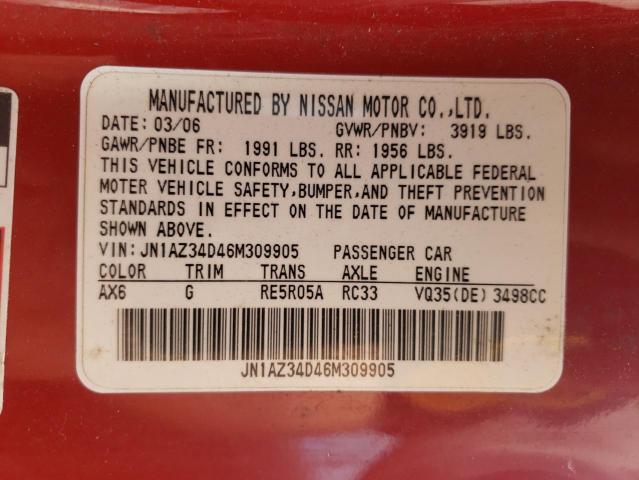 MANUFACTURED BY NISSAN MOTOR CO.,LTD.
DATE: 03/06 GVWR/PNBV: 3919 LBS.
GAWR/PNBE FR: 1991 LBS. RR: 1956 LBS.
THIS VEHICLE CONFORMS TO ALL APPLICABLE FEDERAL
MOTER VEHICLE SAFETY,BUMPER,AND THEFT PREVENTION
STANDARDS IN EFFECT ON THE DATE OF MANUFACTURE
SHOWN ABOVE.
VIN: JN1AZ34D46M309905 PASSENGER CAR
COLOR TRIM TRANS AXLE ENGINE
AX6 G RE5R05A RC33 VQ35(DE) 3498CC
JN1AZ34D46M309905